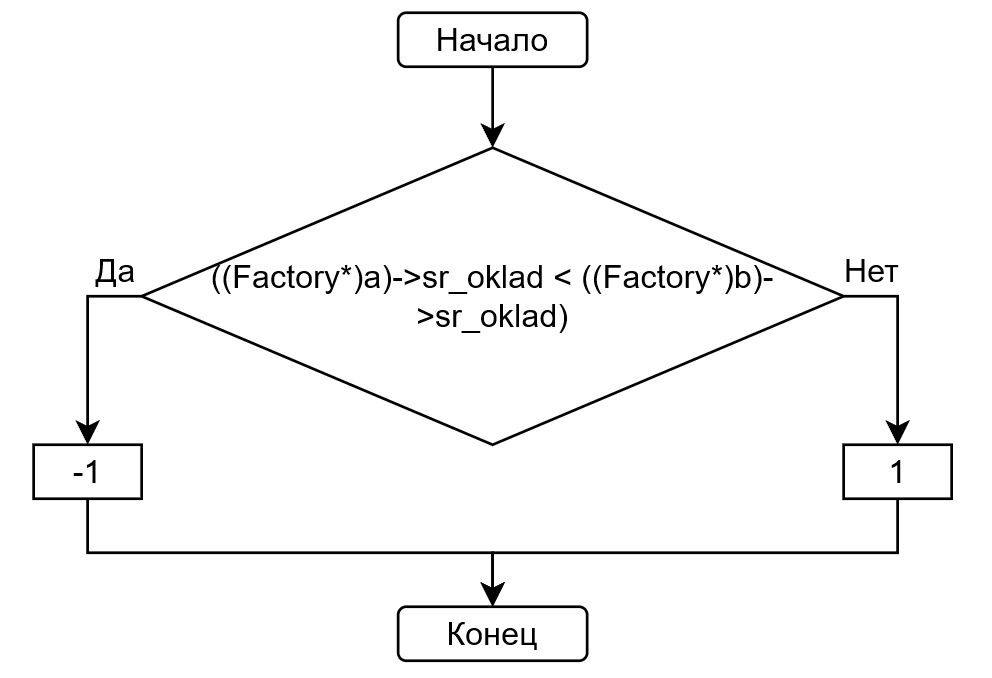 Начало
Да
((Factory*)a)->sr_oklad < ((Factory*)b)-
>sr_oklad)
Нет
-1
1
Конец